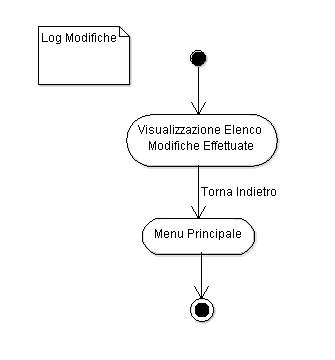 Log Modifiche
Visualizzazione Elenco
Modifiche Effettuate
Torna Indietro
Menu Principale